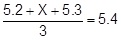 (5.2 + X + 5.3) / 3 = 5.4